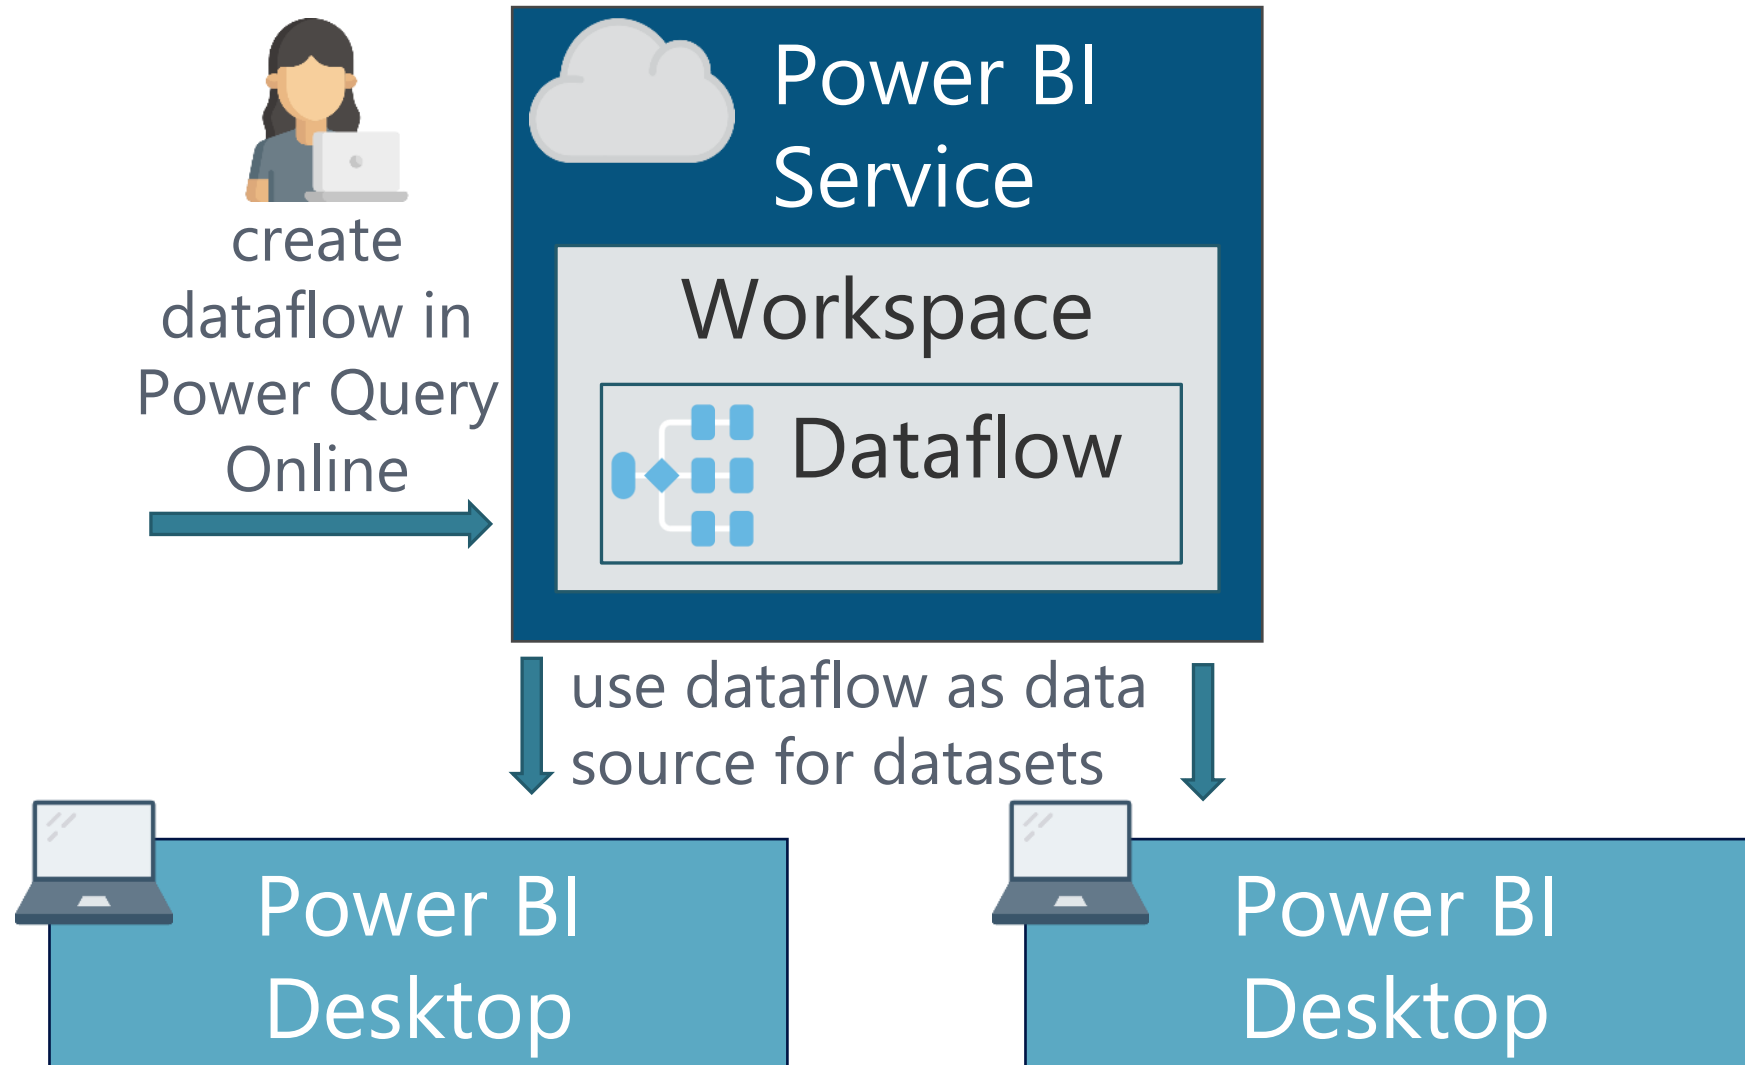 create
dataflow in
Power Query
Online
Power BI
Service
Workspace
Dataflow
use dataflow as data
source for datasets
Power BI
Desktop
Power BI
Desktop